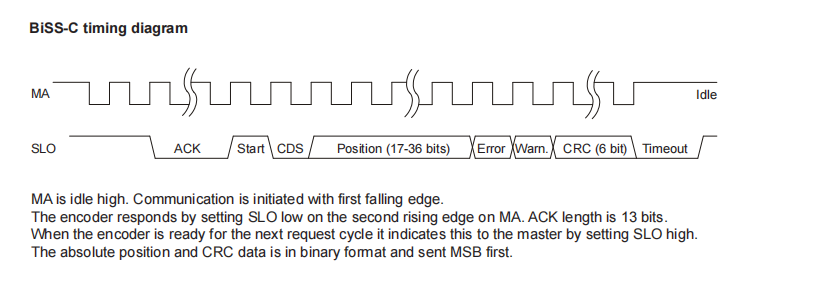 BiSS-C timing diagram
MA
Idle
SLO ACK Start CDS Position (17-36 bits) Error Warn. CRC (6 bit) Timeout
MA is idle high. Communication is initiated with first falling edge.
The encoder responds by setting SLO low on the second rising edge on MA. ACK length is 13 bits.
When the encoder is ready for the next request cycle it indicates this to the master by setting SLO high.
The absolute position and CRC data is in binary format and sent MSB first.